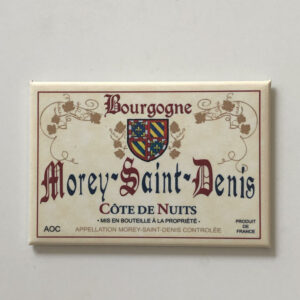 Bourgogne
Morey-Saint-Denis
CÔTE DE NUITS
- MIS EN BOUTEILLE À LA PROPRIÉTÉ -
AOC
APPELLATION MOREY-SAINT-DENIS CONTROLÉE
PRODUIT
DE
FRANCE